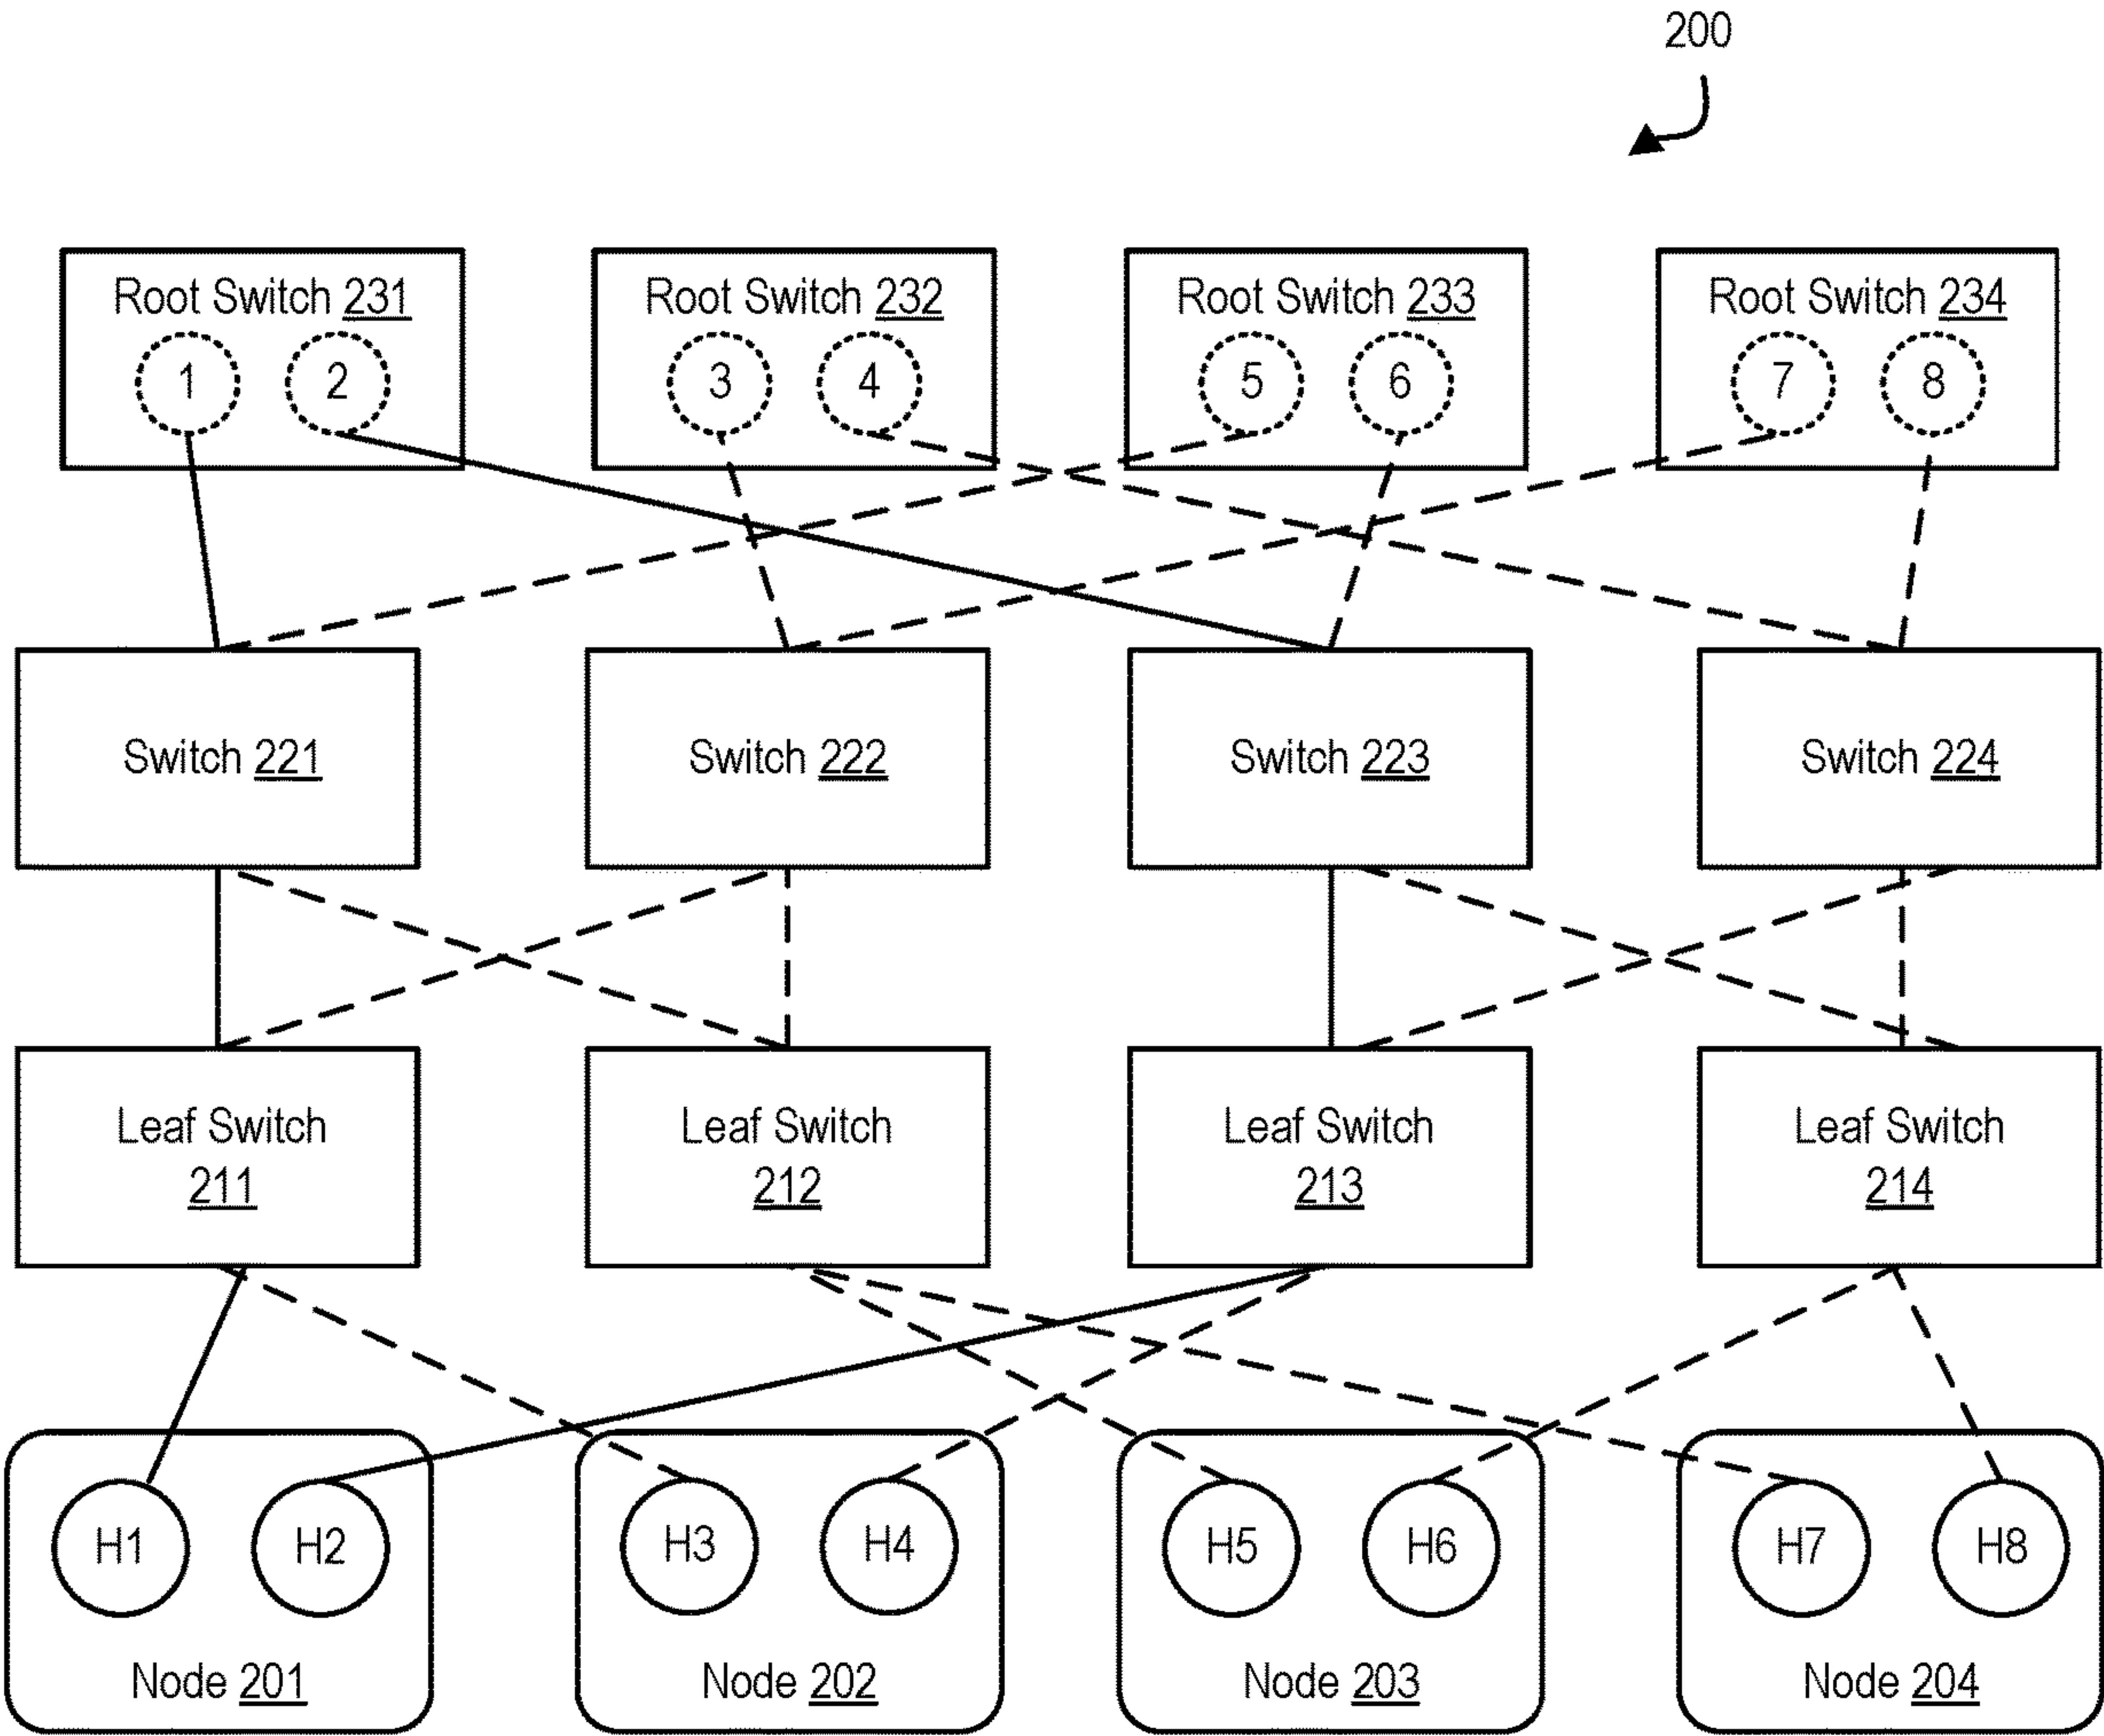 200
Root Switch 231
Root Switch 232
Root Switch 233
Root Switch 234
1
2
3
4
5
6
7
8
Switch 221
Switch 222
Switch 223
Switch 224
Leaf Switch
211
Leaf Switch
212
Leaf Switch
213
Leaf Switch
214
H1
H2
H3
H4
H5
H6
H7
H8
Node 201
Node 202
Node 203
Node 204